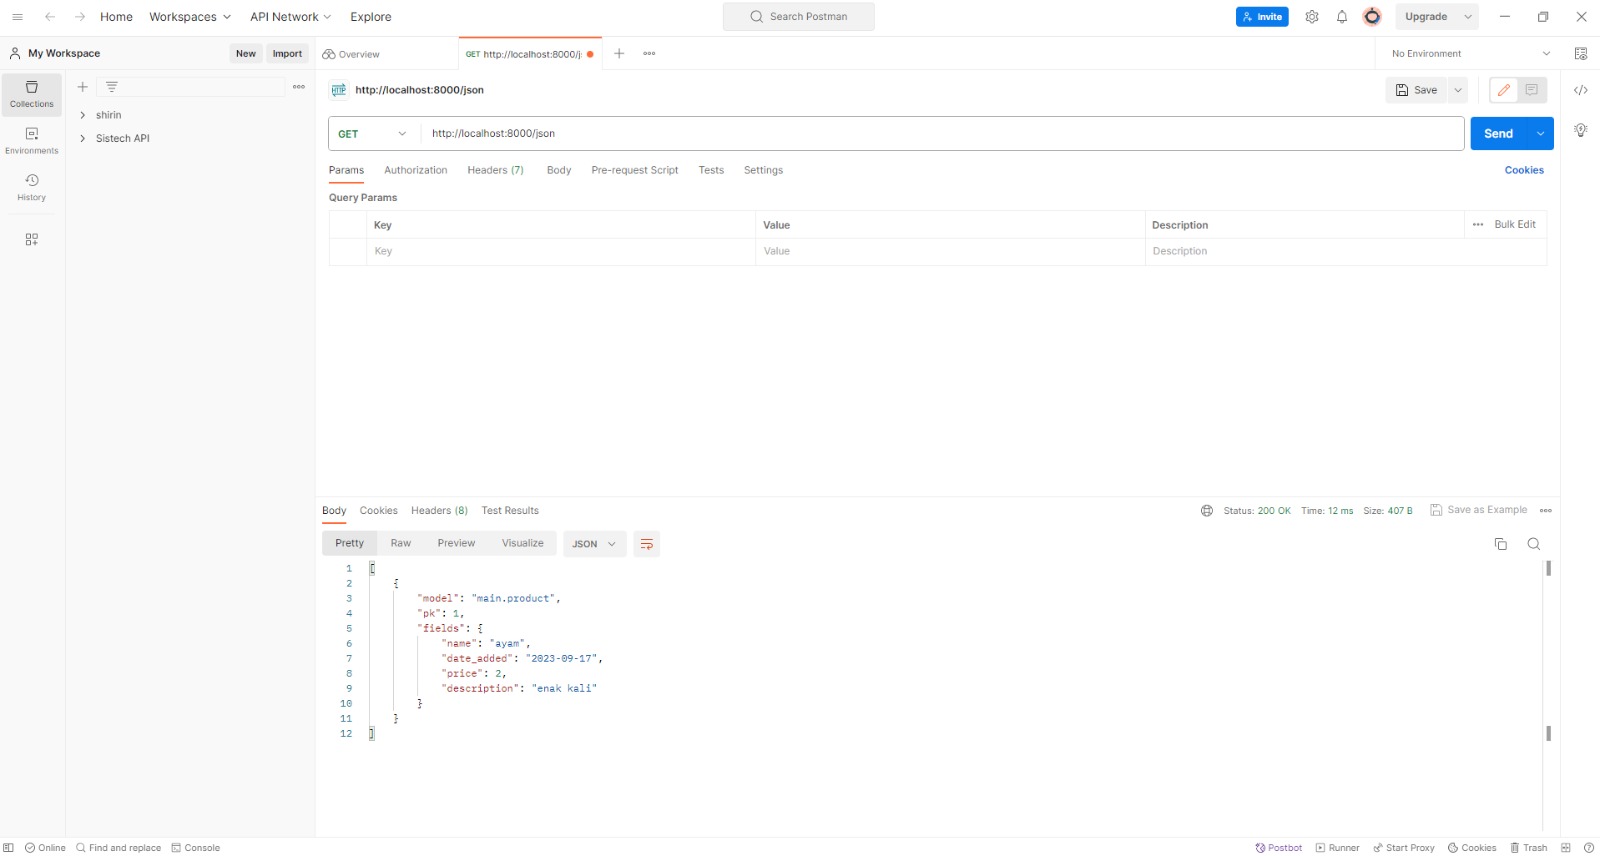 Home Workspaces API Network Explore Search Postman Invite Upgrade
My Workspace New Import Overview GET http://localhost:8000/j No Environment
HTTP http://localhost:8000/json Save
Collections
Environments
History
shirin
Sistech API
GET http://localhost:8000/json Send
Params Authorization Headers (7) Body Pre-request Script Tests Settings Cookies
Query Params
Key Value Description Bulk Edit
Key Value Description
Body Cookies Headers (8) Test Results Status: 200 OK Time: 12 ms Size: 407 B Save as Example
Pretty Raw Preview Visualize JSON
1 [
2 {
3 "model": "main.product",
4 "pk": 1,
5 "fields": {
6 "name": "ayam",
7 "date_added": "2023-09-17",
8 "price": 2,
9 "description": "enak kali"
10 }
11 }
12 ]
Online Find and replace Console Postbot Runner Start Proxy Cookies Trash